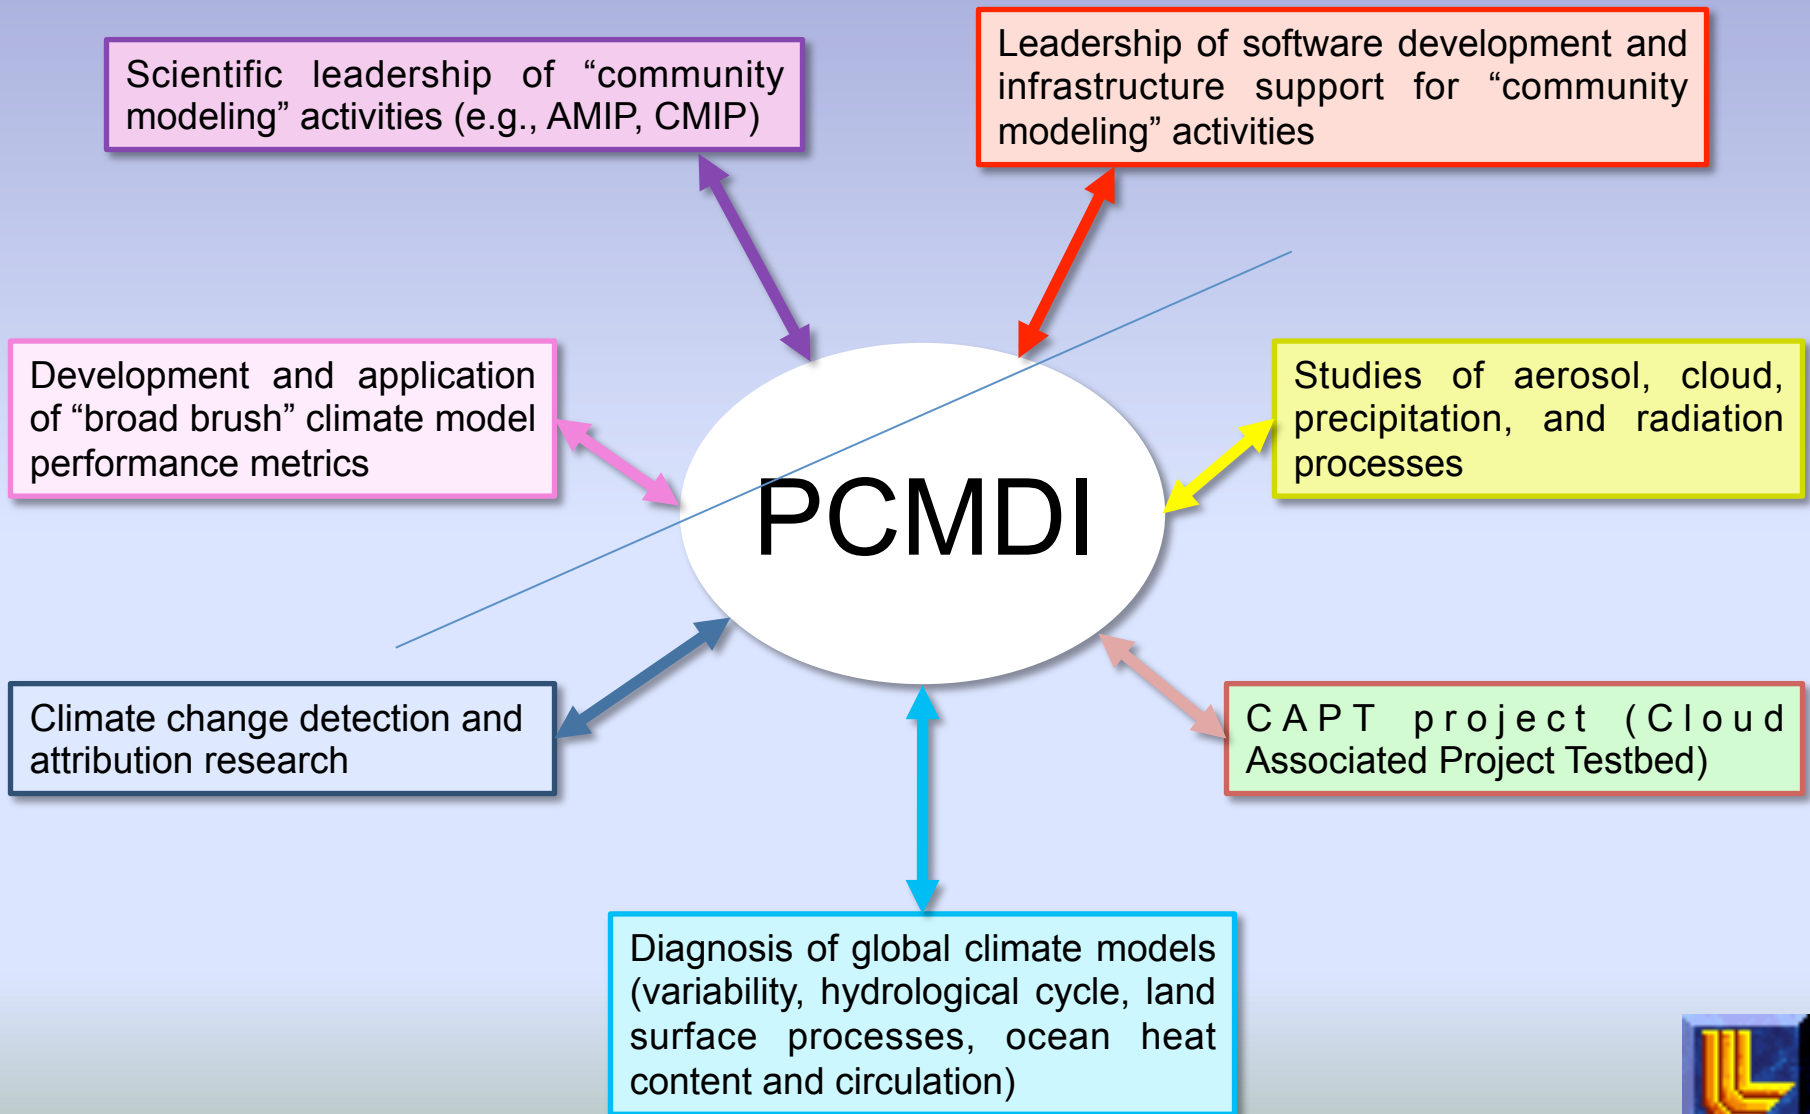 Scientific leadership of “community
modeling” activities (e.g., AMIP, CMIP)
Leadership of software development and
infrastructure support for “community
modeling” activities
Development and application
of “broad brush” climate model
performance metrics
Studies of aerosol, cloud,
precipitation, and radiation
processes
PCMDI
Climate change detection and
attribution research
CAPT project (Cloud
Associated Project Testbed)
Diagnosis of global climate models
(variability, hydrological cycle, land
surface processes, ocean heat
content and circulation)